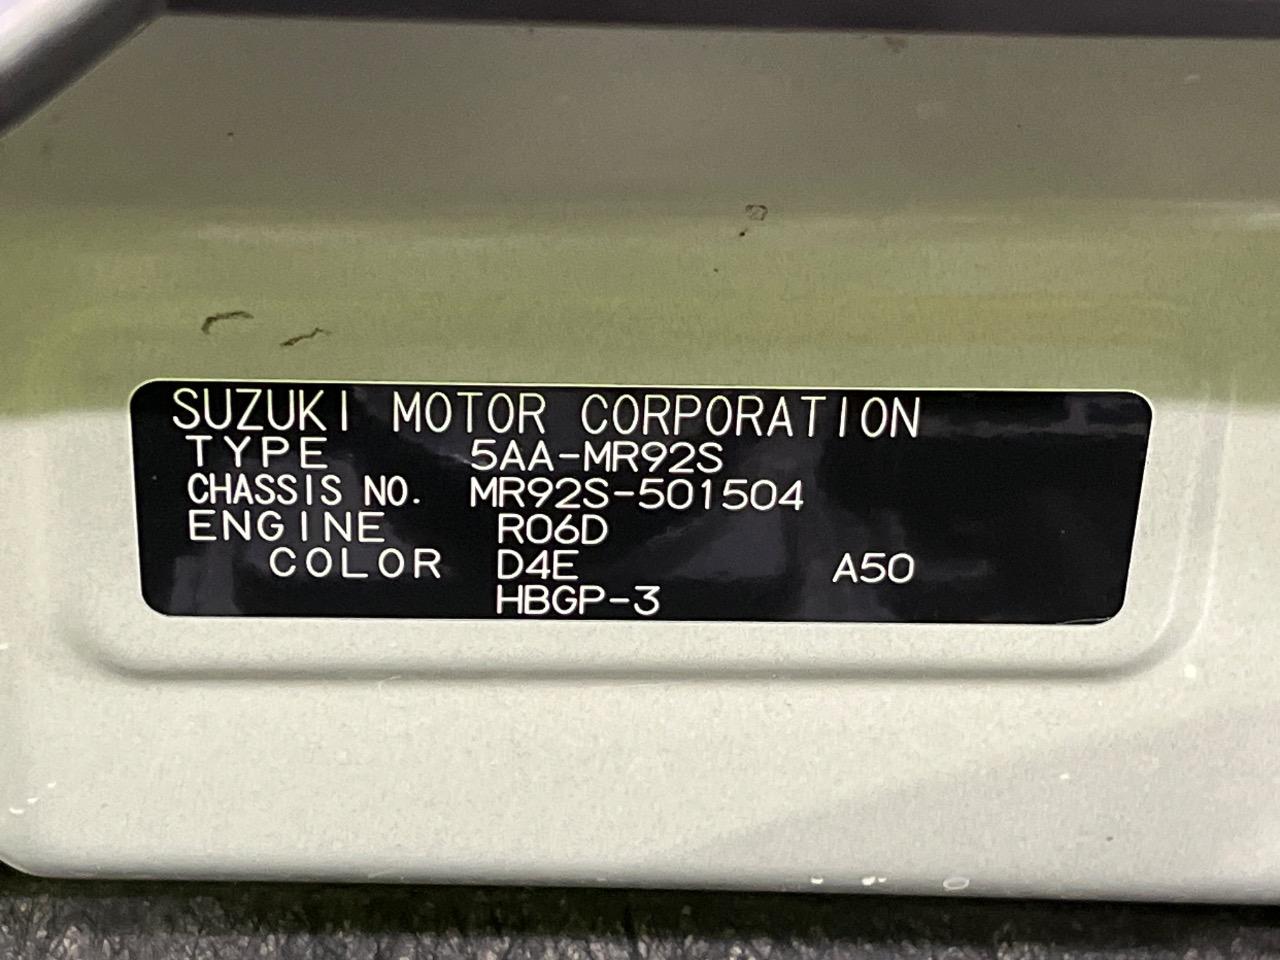 SUZUKI MOTOR CORPORATION
TYPE 5AA-MR92S
CHASSIS NO. MR92S-501504
ENGINE R06D
COLOR D4E A50
HBGP-3